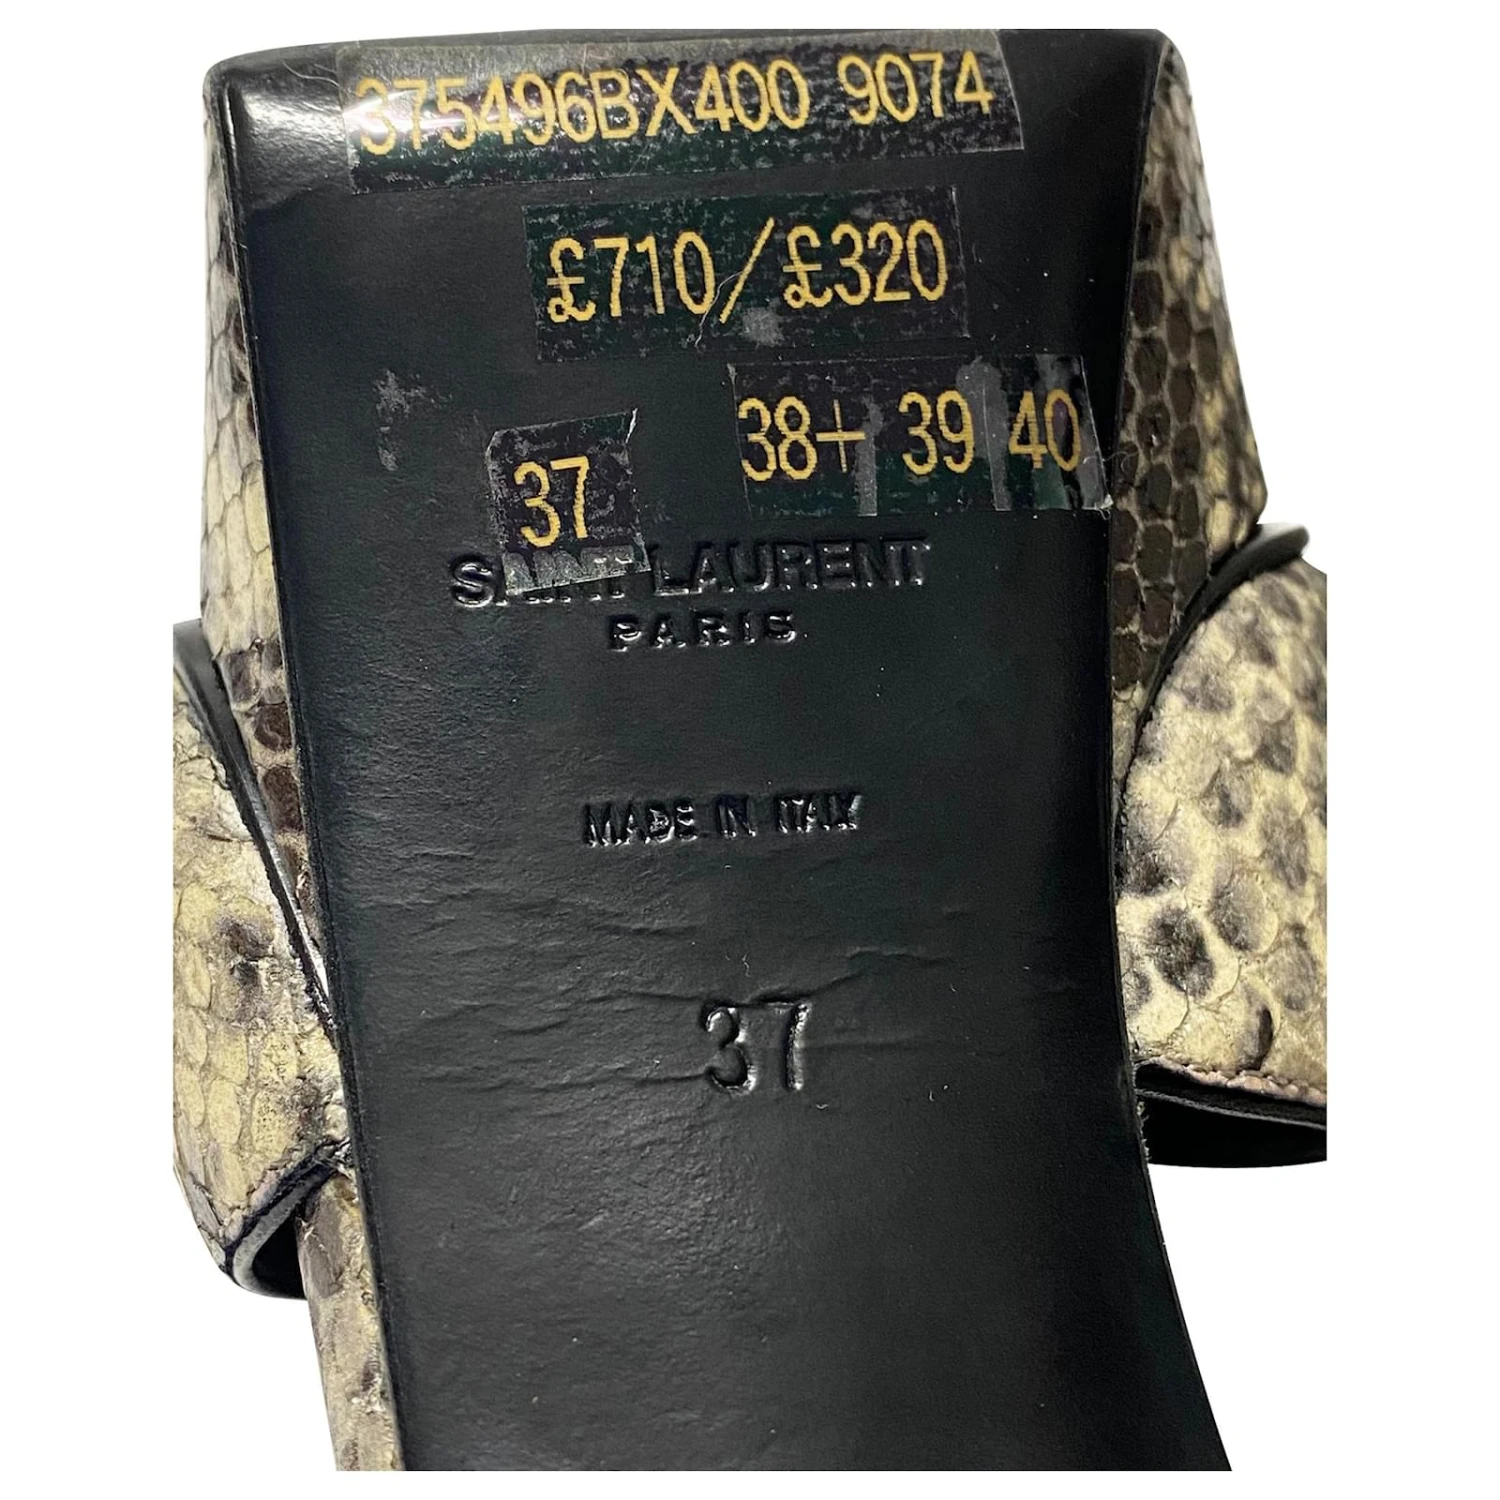 375496BX400 9074
£710/£320
38+ 39 40
37
SAINT LAURENT
PARIS
MADE IN ITALY
37